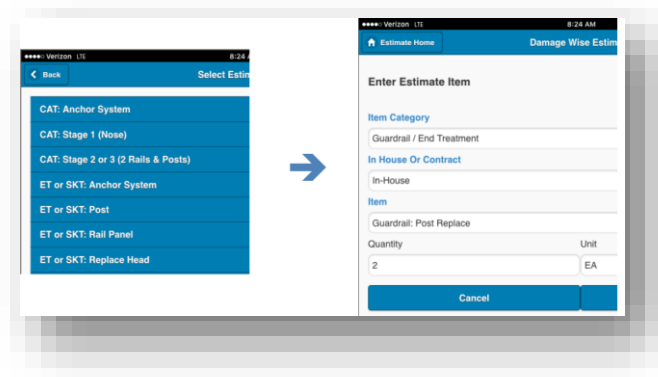 Verizon LTE 8:24
Back Select Estim
CAT: Anchor System
CAT: Stage 1 (Nose)
CAT: Stage 2 or 3 (2 Rails & Posts)
ET or SKT: Anchor System
ET or SKT: Post
ET or SKT: Rail Panel
ET or SKT: Replace Head
Verizon LTE 8:24 AM
Estimate Home Damage Wise Estim
Enter Estimate Item
Item Category
Guardrail / End Treatment
In House Or Contract
In-House
Item
Guardrail: Post Replace
Quantity Unit
2 EA
Cancel